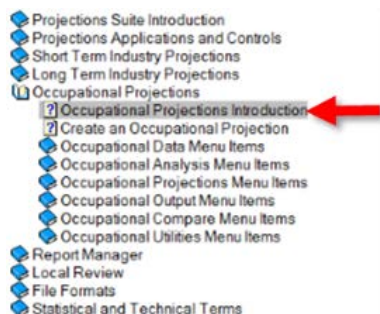 Projections Suite Introduction
Projections Applications and Controls
Short Term Industry Projections
Long Term Industry Projections
Occupational Projections
Occupational Projections Introduction
Create an Occupational Projection
Occupational Data Menu Items
Occupational Analysis Menu Items
Occupational Projections Menu Items
Occupational Output Menu Items
Occupational Compare Menu Items
Occupational Utilities Menu Items
Report Manager
Local Review
File Formats
Statistical and Technical Terms